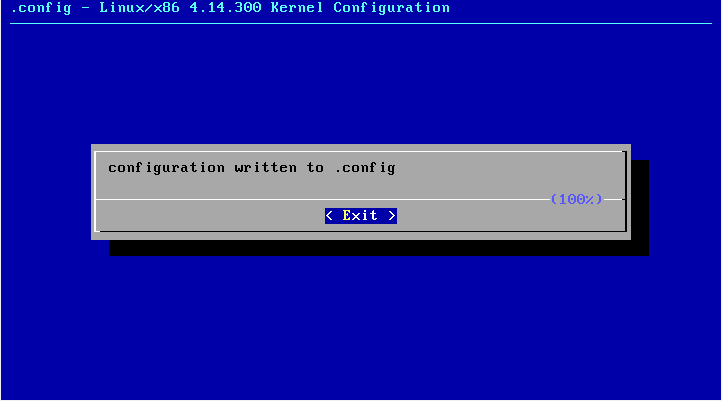 .config - Linux/x86 4.14.300 Kernel Configuration
configuration written to .config
(100%)
< Exit >